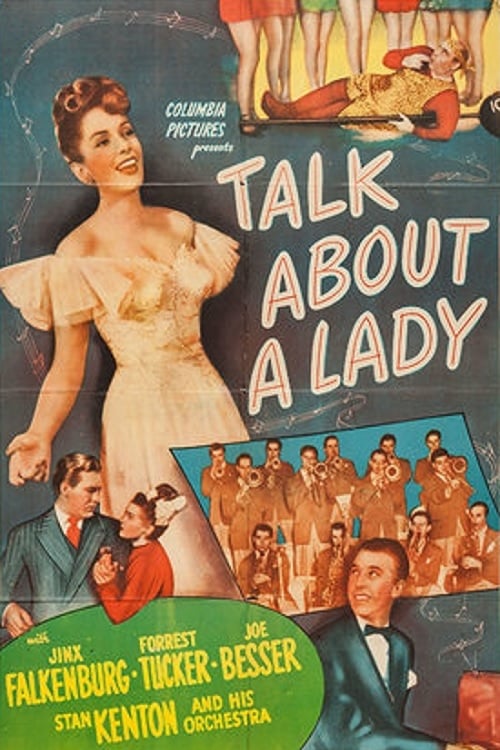 COLUMBIA
PICTURES
presents
TALK
ABOUT
A LADY
with
JINX
FALKENBURG · FORREST
TUCKER · JOE
BESSER
STAN KENTON AND HIS
ORCHESTRA